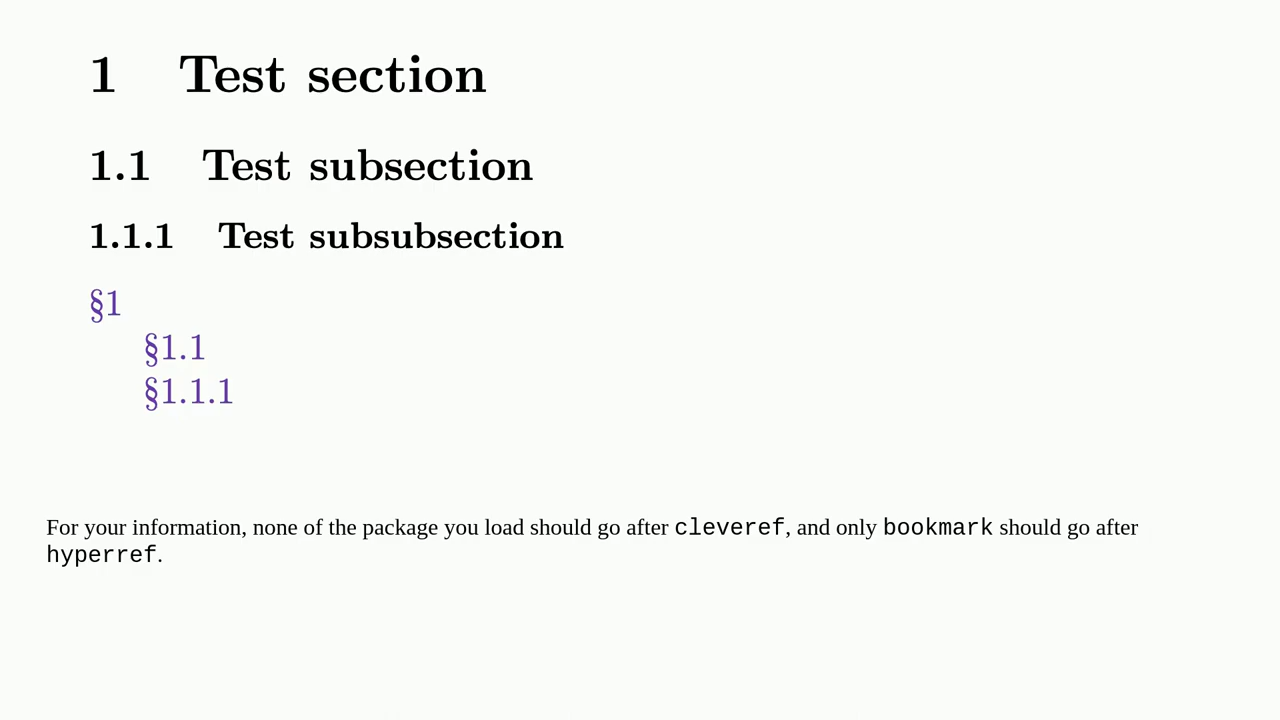 1 Test section
1.1 Test subsection
1.1.1 Test subsubsection
§1
§1.1
§1.1.1
For your information, none of the package you load should go after cleveref, and only bookmark should go after
hyperref.